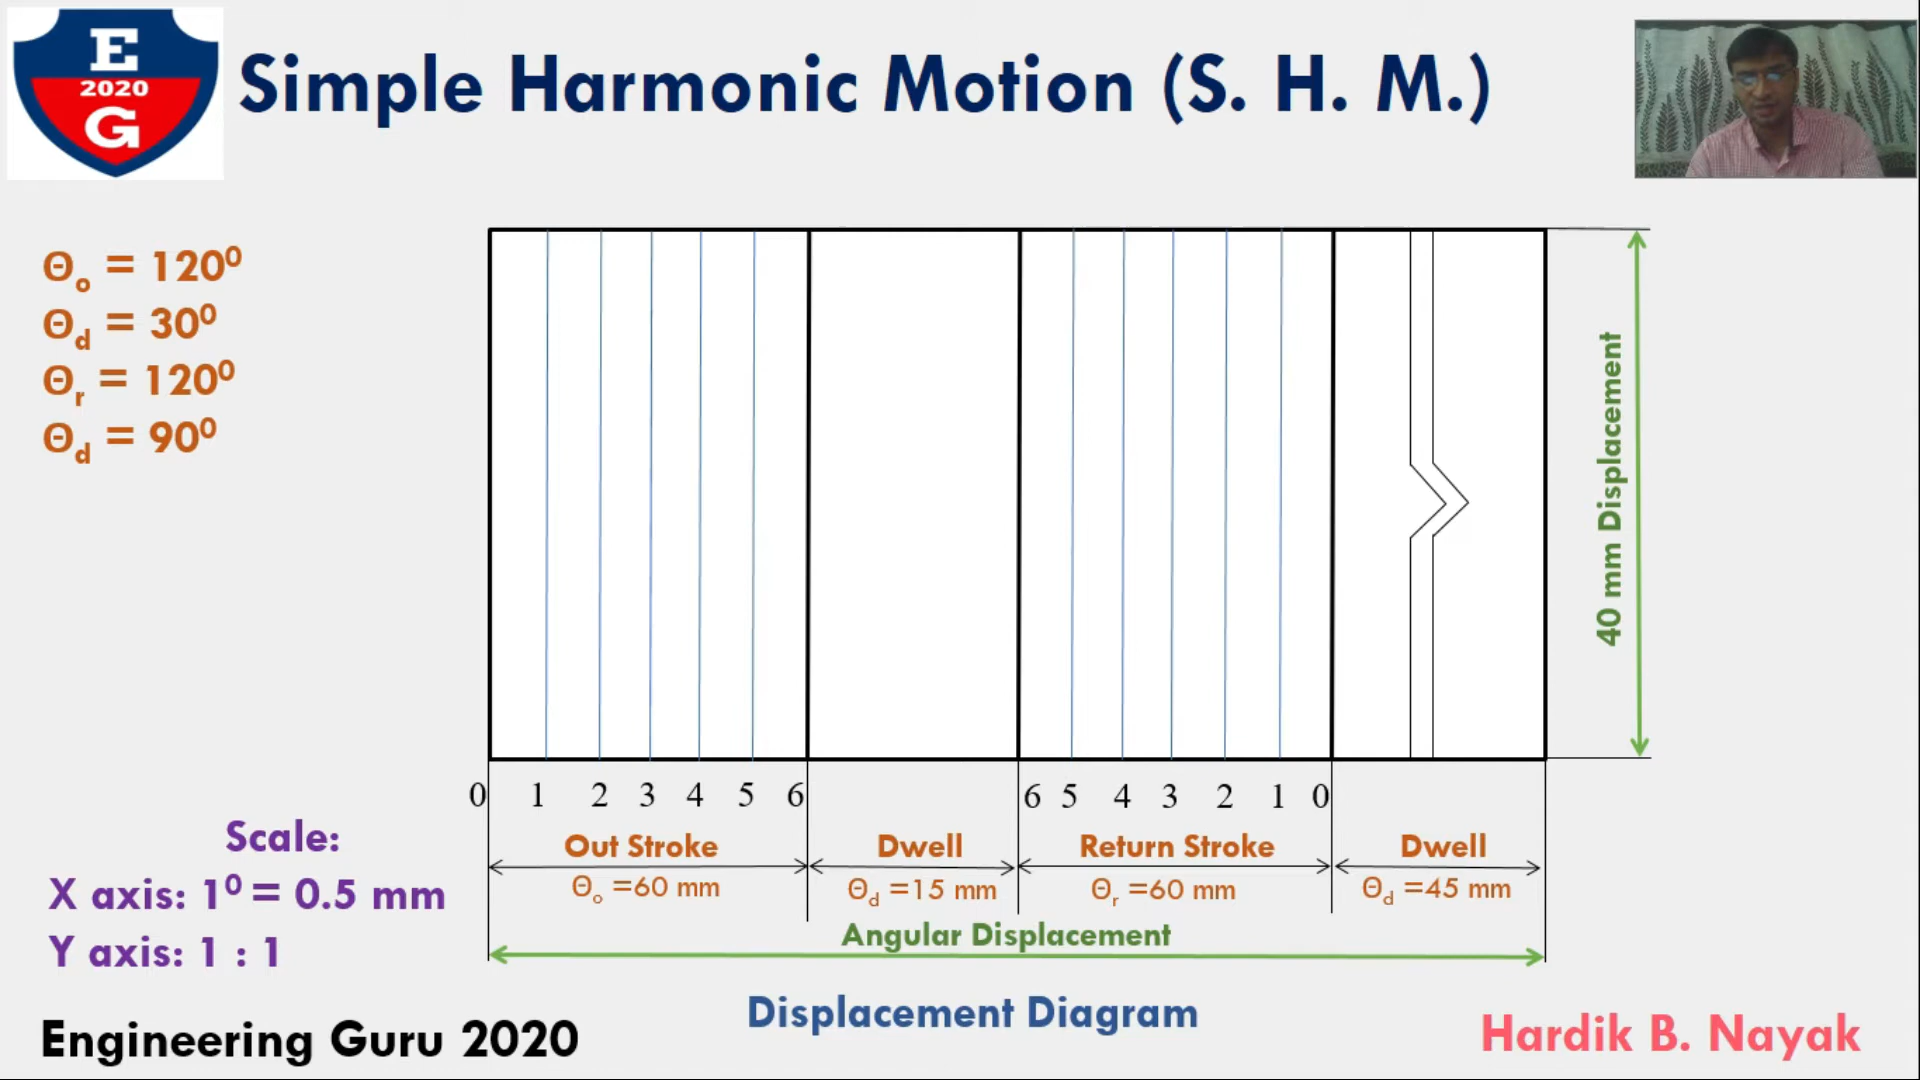 E
2020
G
Simple Harmonic Motion (S. H. M.)
Θo = 120⁰
Θd = 30⁰
Θr = 120⁰
Θd = 90⁰
40 mm Displacement
0 1 2 3 4 5 6 6 5 4 3 2 1 0
Out Stroke Dwell Return Stroke Dwell
Θo =60 mm Θd =15 mm Θr =60 mm Θd =45 mm
Angular Displacement
Scale:
X axis: 1⁰ = 0.5 mm
Y axis: 1 : 1
Displacement Diagram
Engineering Guru 2020
Hardik B. Nayak